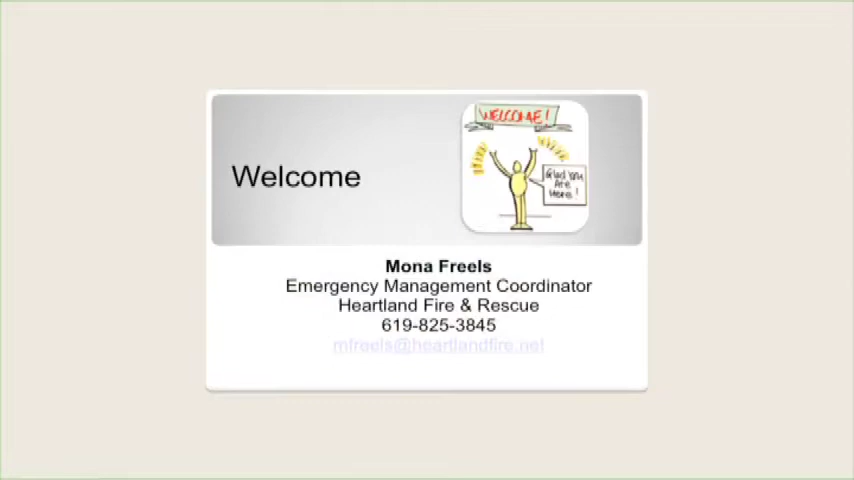 WELCOME!
Glad You
Are
Here!
Welcome
Mona Freels
Emergency Management Coordinator
Heartland Fire & Rescue
619-825-3845
mfreels@heartlandfire.net